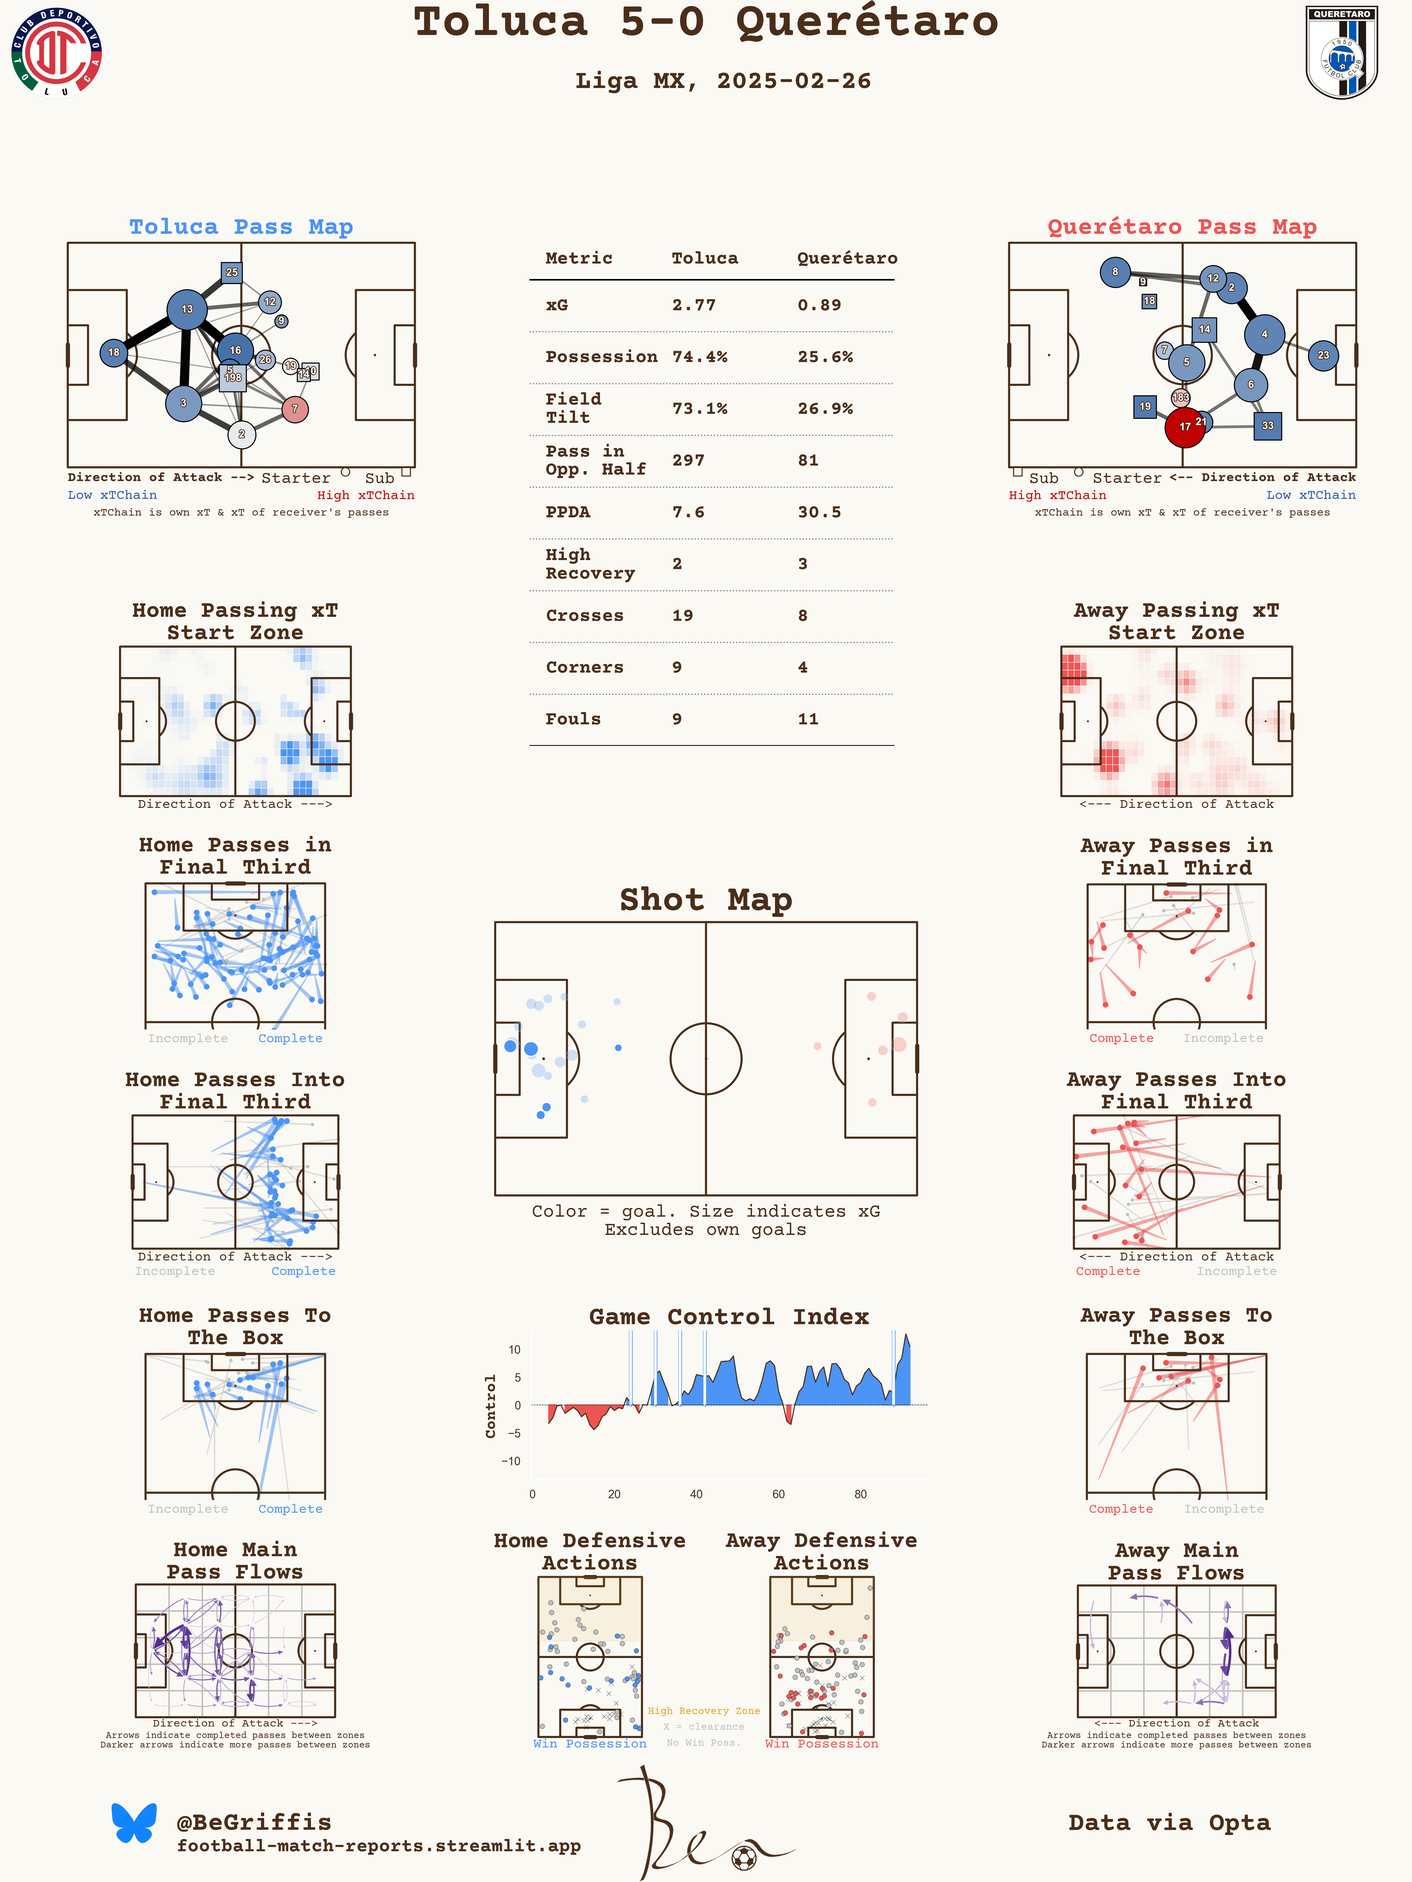 Toluca 5-0 Querétaro
Liga MX, 2025-02-26
CLUB DEPORTIVO
TOLUCA
DTC
QUERETARO
1950
FUTBOL CLUB
Toluca Pass Map
25
13
12
9
18
16
26
5
198
19
14
10
3
7
2
Direction of Attack --> Starter Sub
Low xTChain High xTChain
xTChain is own xT & xT of receiver's passes
Metric Toluca Querétaro
xG 2.77 0.89
Possession 74.4% 25.6%
Field
Tilt 73.1% 26.9%
Pass in
Opp. Half 297 81
PPDA 7.6 30.5
High
Recovery 2 3
Crosses 19 8
Corners 9 4
Fouls 9 11
Querétaro Pass Map
8
9
12
2
18
14
4
7
5
23
6
183
19
17
21
33
Sub Starter <-- Direction of Attack
High xTChain Low xTChain
xTChain is own xT & xT of receiver's passes
Home Passing xT
Start Zone
Direction of Attack --->
Away Passing xT
Start Zone
<--- Direction of Attack
Home Passes in
Final Third
Incomplete Complete
Shot Map
Color = goal. Size indicates xG
Excludes own goals
Away Passes in
Final Third
Complete Incomplete
Home Passes Into
Final Third
Direction of Attack --->
Incomplete Complete
Away Passes Into
Final Third
<--- Direction of Attack
Complete Incomplete
Home Passes To
The Box
Incomplete Complete
Game Control Index
Control
10
5
0
−5
−10
0 20 40 60 80
Away Passes To
The Box
Complete Incomplete
Home Main
Pass Flows
Direction of Attack --->
Arrows indicate completed passes between zones
Darker arrows indicate more passes between zones
Home Defensive
Actions
Win Possession
High Recovery Zone
X = clearance
No Win Poss.
Away Defensive
Actions
Win Possession
Away Main
Pass Flows
<--- Direction of Attack
Arrows indicate completed passes between zones
Darker arrows indicate more passes between zones
@BeGriffis
football-match-reports.streamlit.app
Ben
Data via Opta